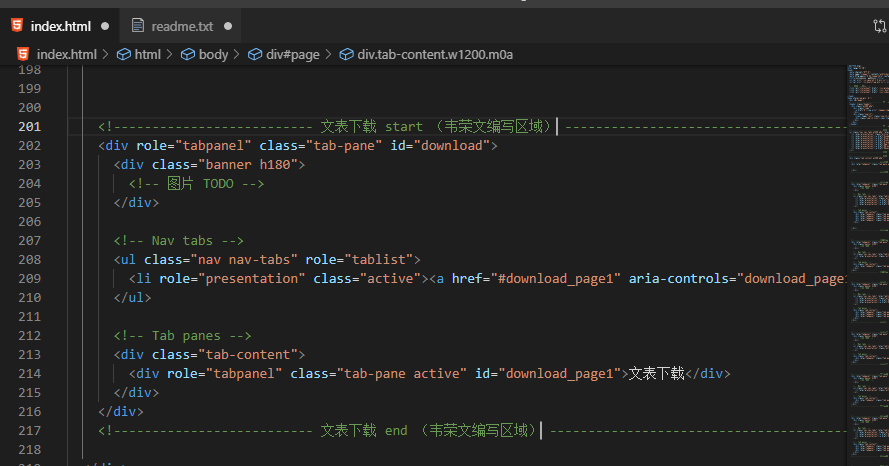 index.html
readme.txt
index.html > html > body > div#page > div.tab-content.w1200.m0a
198
199
200
201 <!-------------------------- 文表下载 start （韦荣文编写区域） -------------------------------------
202 <div role="tabpanel" class="tab-pane" id="download">
203 <div class="banner h180">
204 <!-- 图片 TODO -->
205 </div>
206
207 <!-- Nav tabs -->
208 <ul class="nav nav-tabs" role="tablist">
209 <li role="presentation" class="active"><a href="#download_page1" aria-controls="download_page
210 </ul>
211
212 <!-- Tab panes -->
213 <div class="tab-content">
214 <div role="tabpanel" class="tab-pane active" id="download_page1">文表下载</div>
215 </div>
216 </div>
217 <!-------------------------- 文表下载 end （韦荣文编写区域） ---------------------------------------
218